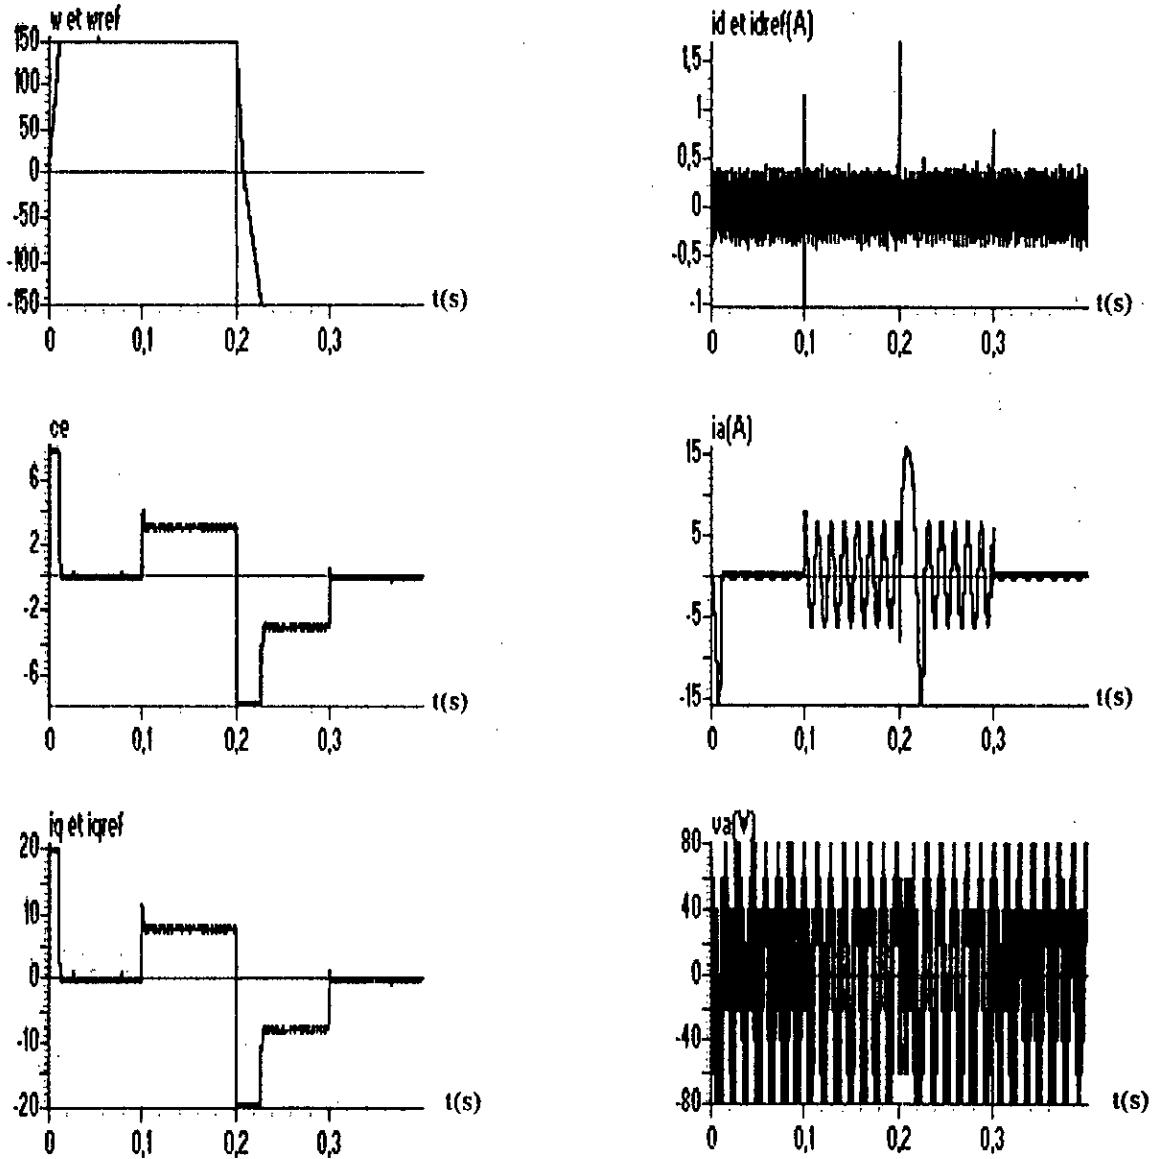 w et wref
150
100
50
0
-50
-100
-150
t(s)
0 0,1 0,2 0,3
id et idref(A)
1,5
1
0,5
0
-0,5
-1
t(s)
0 0,1 0,2 0,3
ce
6
2
-2
-6
t(s)
0 0,1 0,2 0,3
ia(A)
15
5
-5
-15
t(s)
0 0,1 0,2 0,3
iq et iqref
20
10
0
-10
-20
t(s)
0 0,1 0,2 0,3
va(V)
80
40
0
-40
-80
t(s)
0 0,1 0,2 0,3